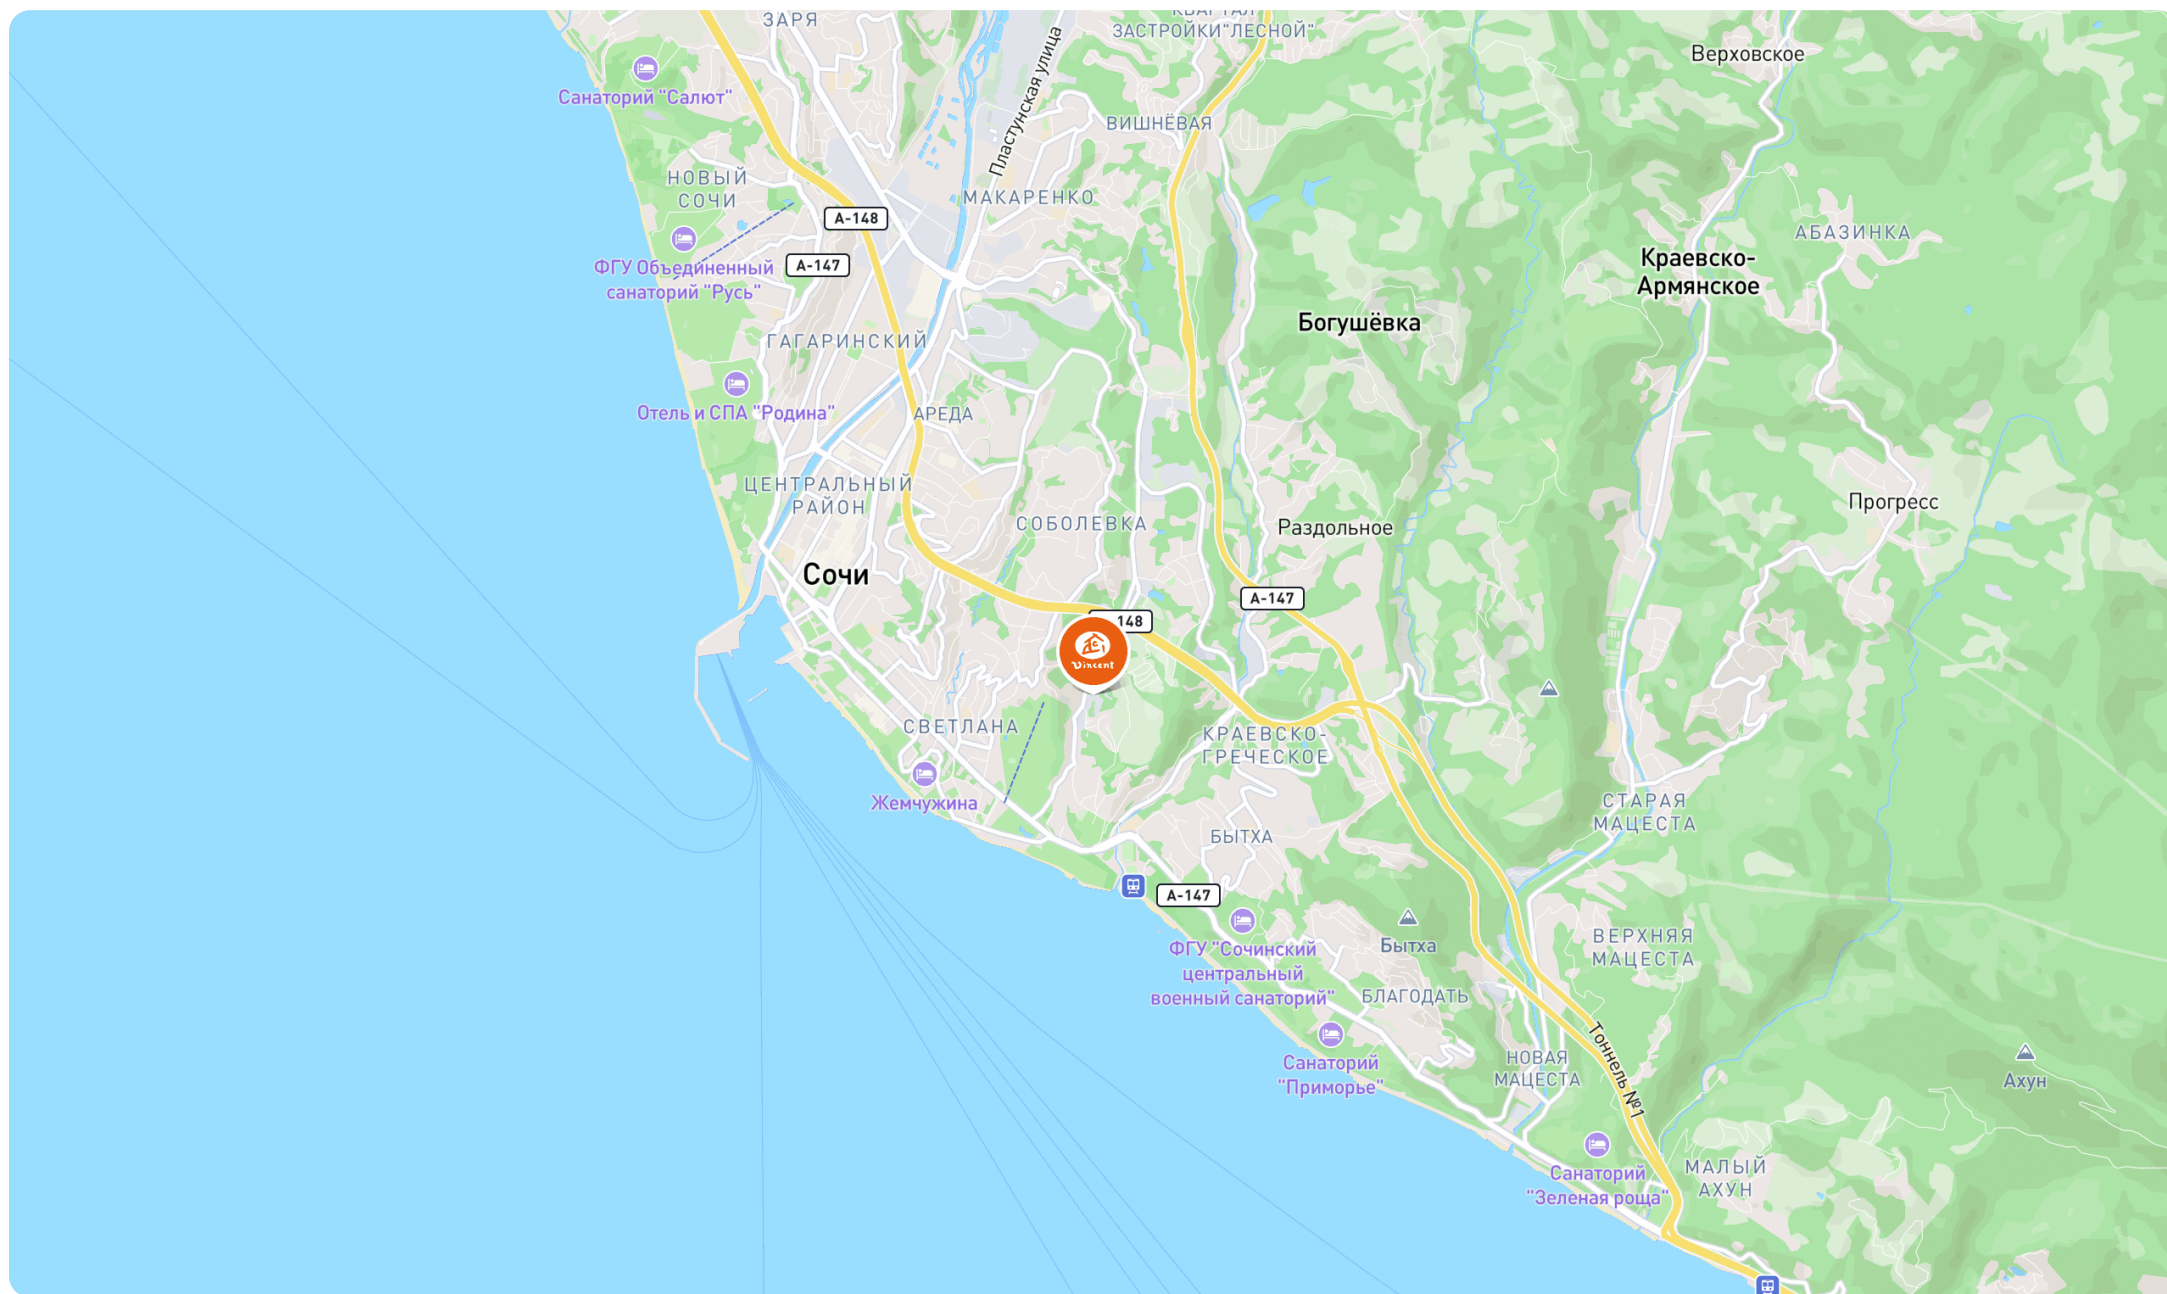 ЗАРЯ
КВАРТАЛ
ЗАСТРОЙКИ"ЛЕСНОЙ"
Верховское
Пластунская улица
Санаторий "Салют"
ВИШНЁВАЯ
НОВЫЙ
СОЧИ
МАКАРЕНКО
А-148
АБАЗИНКА
ФГУ Объединенный
санаторий "Русь"
А-147
Краевско-
Армянское
Богушёвка
ГАГАРИНСКИЙ
Отель и СПА "Родина"
АРЕДА
ЦЕНТРАЛЬНЫЙ
РАЙОН
СОБОЛЕВКА
Раздольное
Прогресс
Сочи
А-147
148
Vincent
СВЕТЛАНА
КРАЕВСКО-
ГРЕЧЕСКОЕ
Жемчужина
СТАРАЯ
МАЦЕСТА
БЫТХА
А-147
ФГУ "Сочинский
центральный
военный санаторий"
Бытха
ВЕРХНЯЯ
МАЦЕСТА
БЛАГОДАТЬ
Санаторий
"Приморье"
НОВАЯ
МАЦЕСТА
Тоннель №1
Ахун
Санаторий
"Зеленая роща"
МАЛЫЙ
АХУН